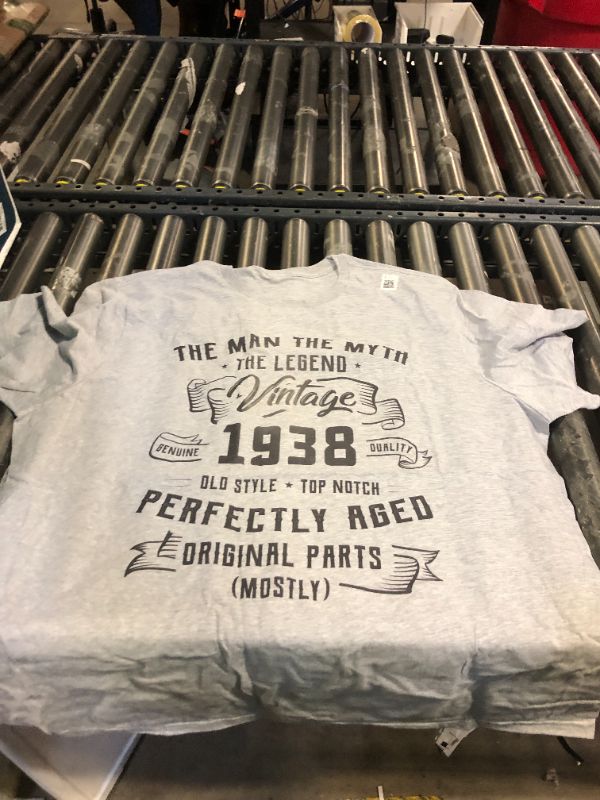 THE MAN THE MYTH
THE LEGEND
Vintage
GENUINE 1938 QUALITY
OLD STYLE * TOP NOTCH
PERFECTLY AGED
ORIGINAL PARTS
(MOSTLY)